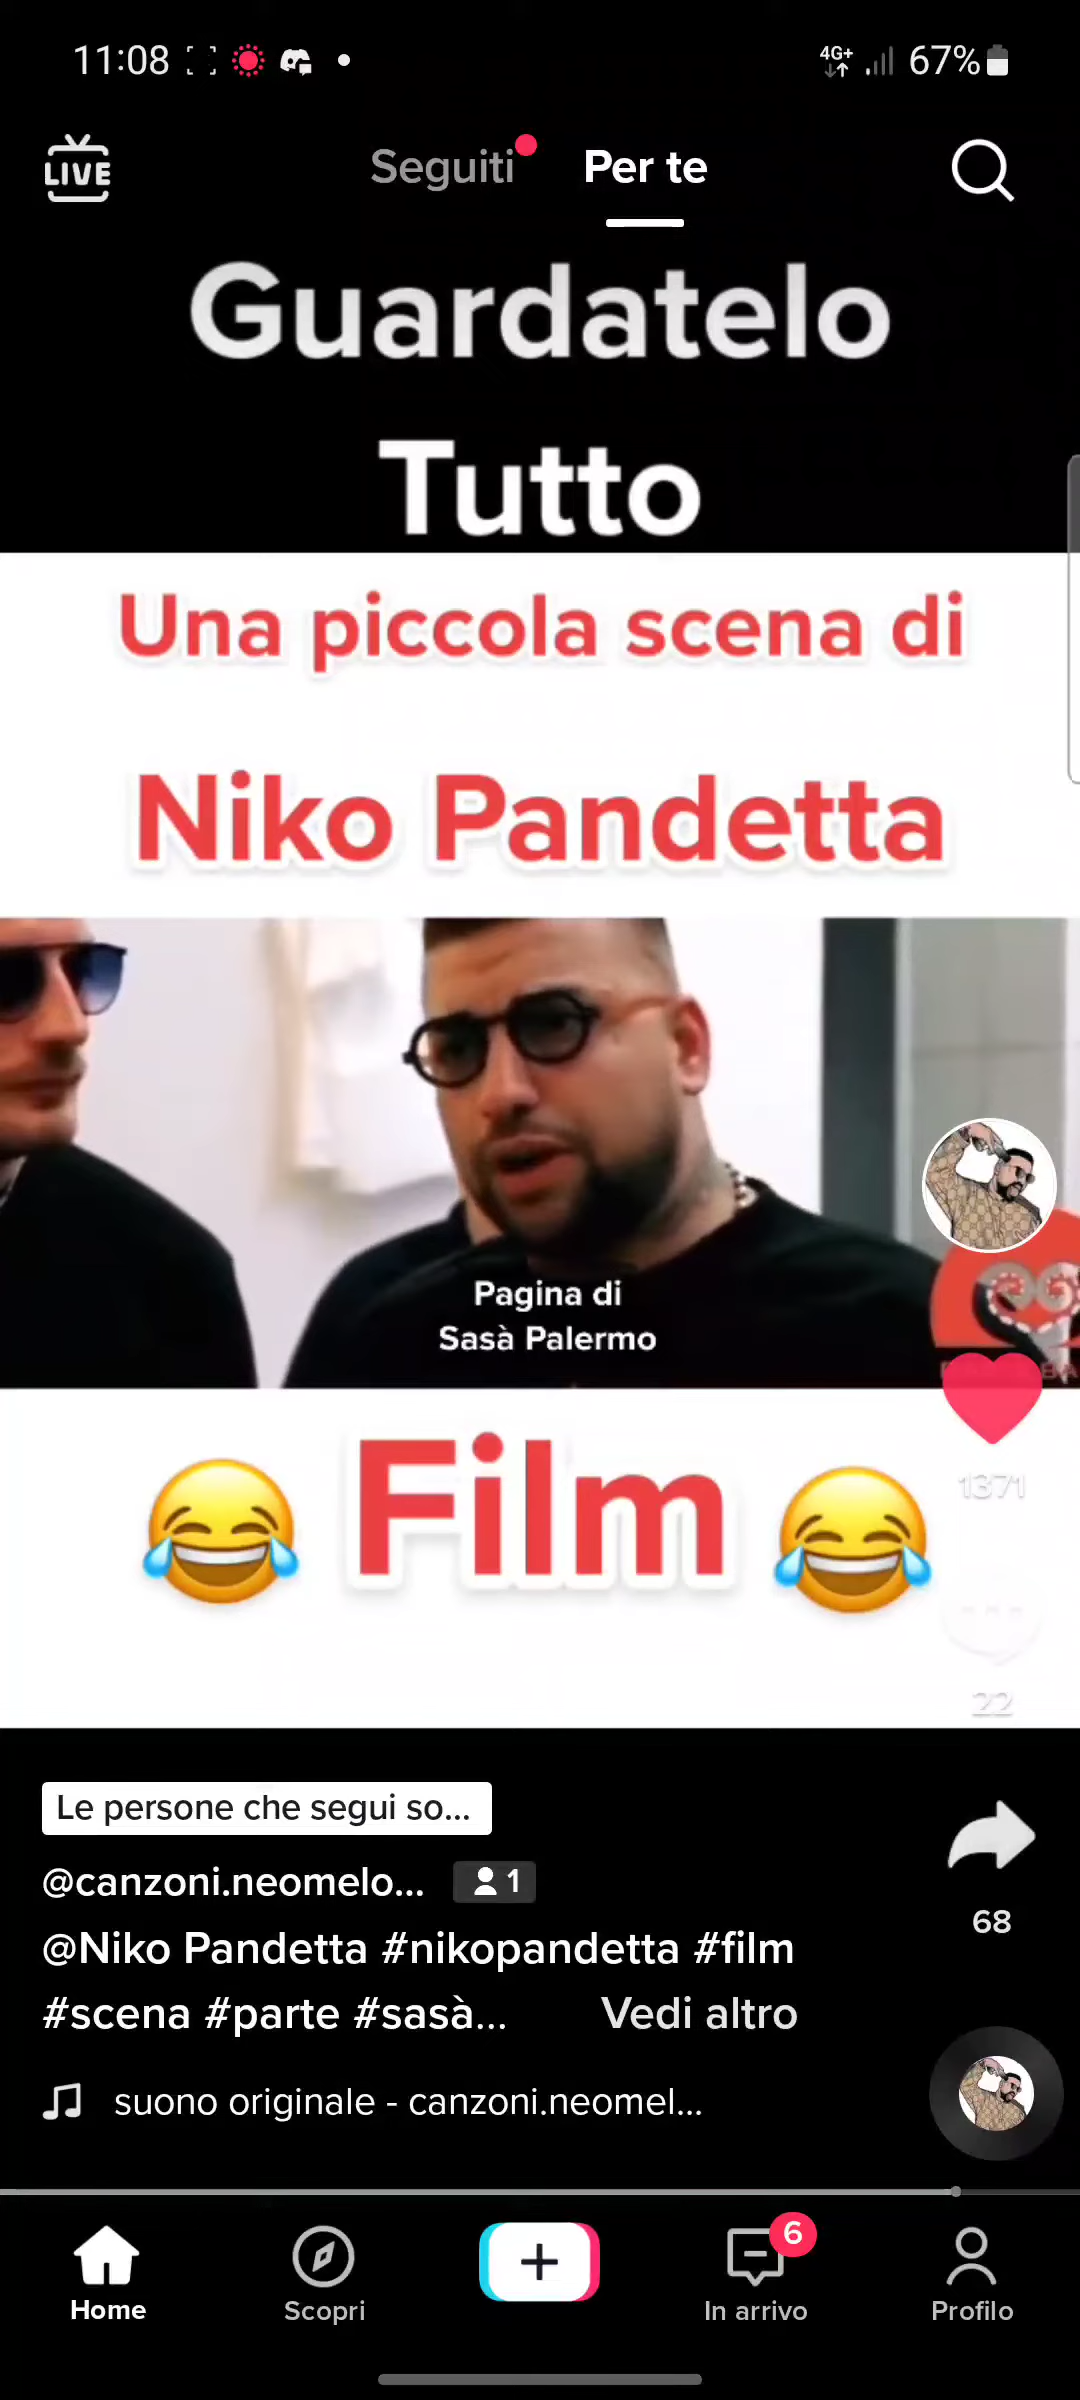 11:08
4G+
67%
LIVE
Seguiti
Per te
Guardatelo
Tutto
Una piccola scena di
Niko Pandetta
Pagina di
Sasà Palermo
Film
1371
22
Le persone che segui so...
@canzoni.neomelo...
1
@Niko Pandetta #nikopandetta #film
#scena #parte #sasà...
Vedi altro
68
suono originale - canzoni.neomel...
6
Home
Scopri
In arrivo
Profilo